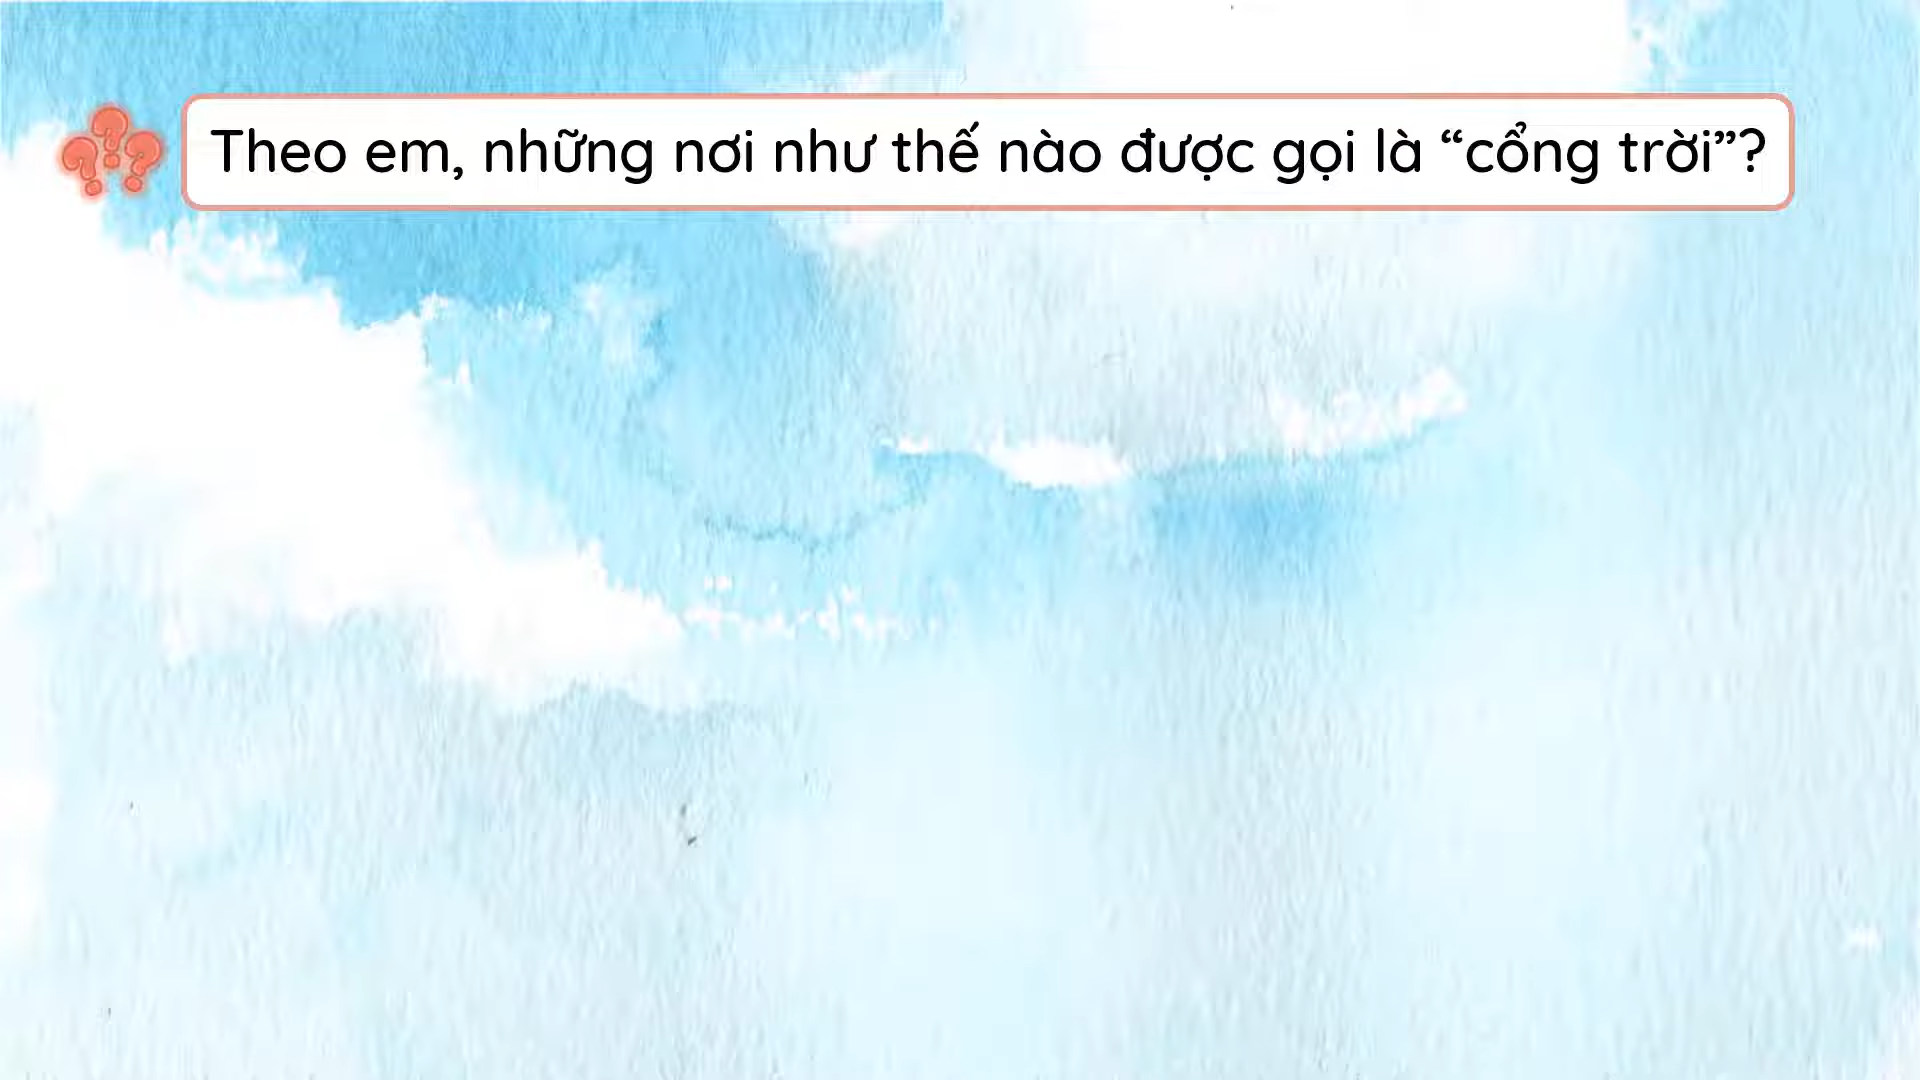 Theo em, những nơi như thế nào được gọi là “cổng trời”?